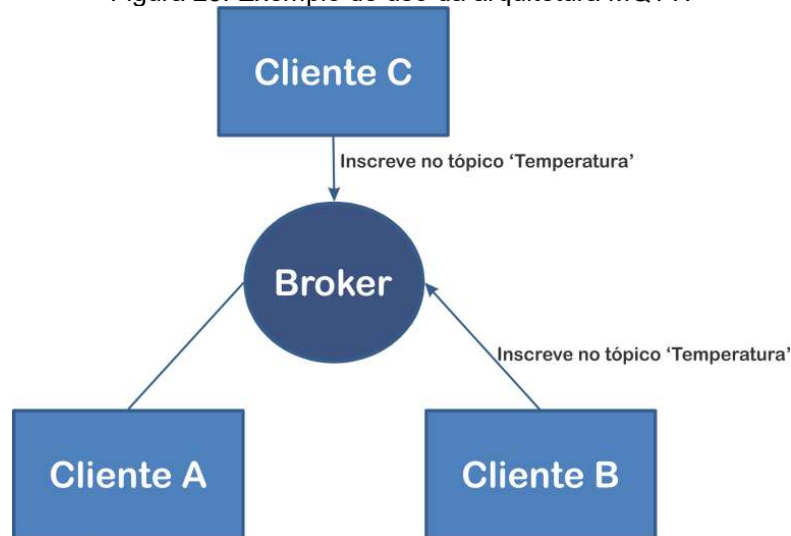 Cliente C
Inscreve no tópico ‘Temperatura’
Broker
Inscreve no tópico ‘Temperatura’
Cliente A
Cliente B